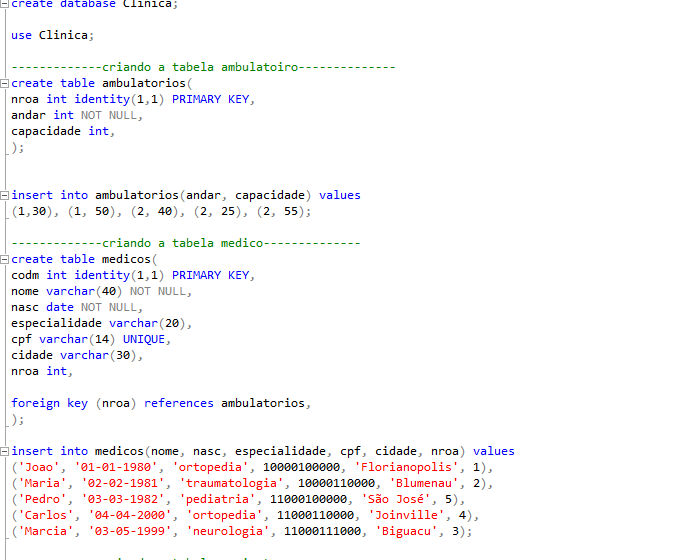 create database Clinica;
use Clinica;
-------------criando a tabela ambulatoiro--------------
create table ambulatorios(
nroa int identity(1,1) PRIMARY KEY,
andar int NOT NULL,
capacidade int,
);
insert into ambulatorios(andar, capacidade) values
(1,30), (1, 50), (2, 40), (2, 25), (2, 55);
-------------criando a tabela medico--------------
create table medicos(
codm int identity(1,1) PRIMARY KEY,
nome varchar(40) NOT NULL,
nasc date NOT NULL,
especialidade varchar(20),
cpf varchar(14) UNIQUE,
cidade varchar(30),
nroa int,
foreign key (nroa) references ambulatorios,
);
insert into medicos(nome, nasc, especialidade, cpf, cidade, nroa) values
('Joao', '01-01-1980', 'ortopedia', 10000100000, 'Florianopolis', 1),
('Maria', '02-02-1981', 'traumatologia', 10000110000, 'Blumenau', 2),
('Pedro', '03-03-1982', 'pediatria', 11000100000, 'São José', 5),
('Carlos', '04-04-2000', 'ortopedia', 11000110000, 'Joinville', 4),
('Marcia', '03-05-1999', 'neurologia', 11000111000, 'Biguacu', 3);